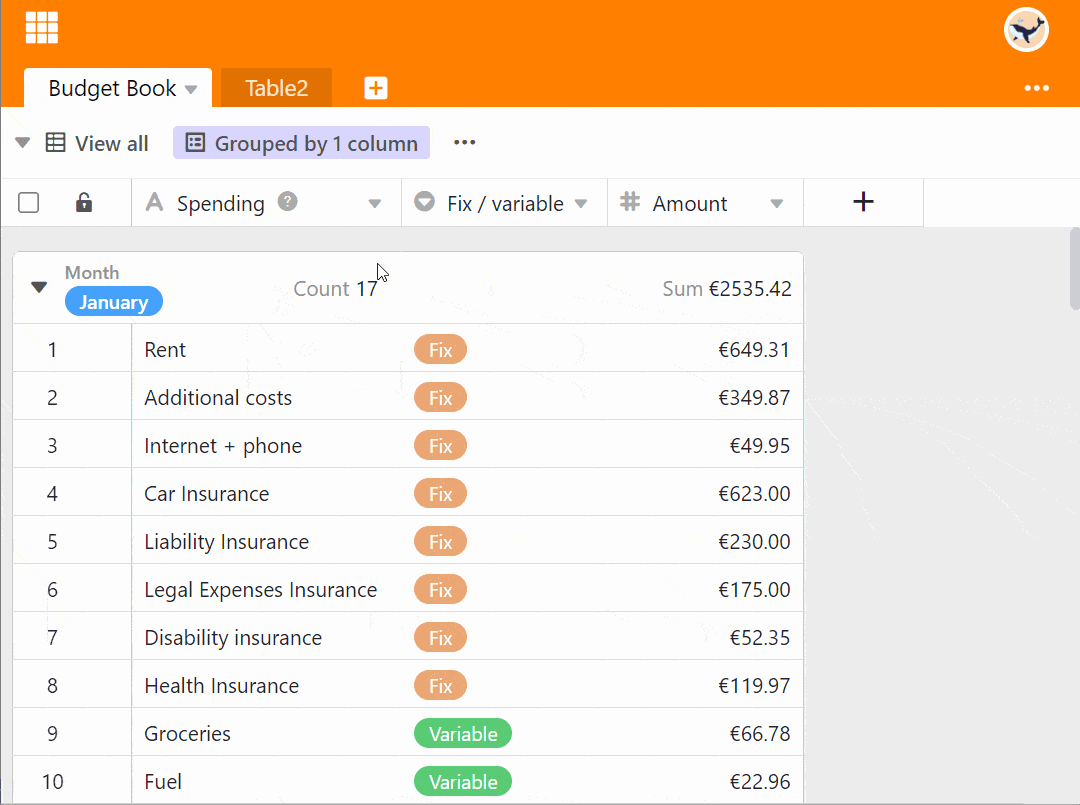 Budget Book Table2
View all Grouped by 1 column
Spending ? Fix / variable # Amount
Month
January Count 17 Sum €2535.42
1 Rent Fix €649.31
2 Additional costs Fix €349.87
3 Internet + phone Fix €49.95
4 Car Insurance Fix €623.00
5 Liability Insurance Fix €230.00
6 Legal Expenses Insurance Fix €175.00
7 Disability insurance Fix €52.35
8 Health Insurance Fix €119.97
9 Groceries Variable €66.78
10 Fuel Variable €22.96